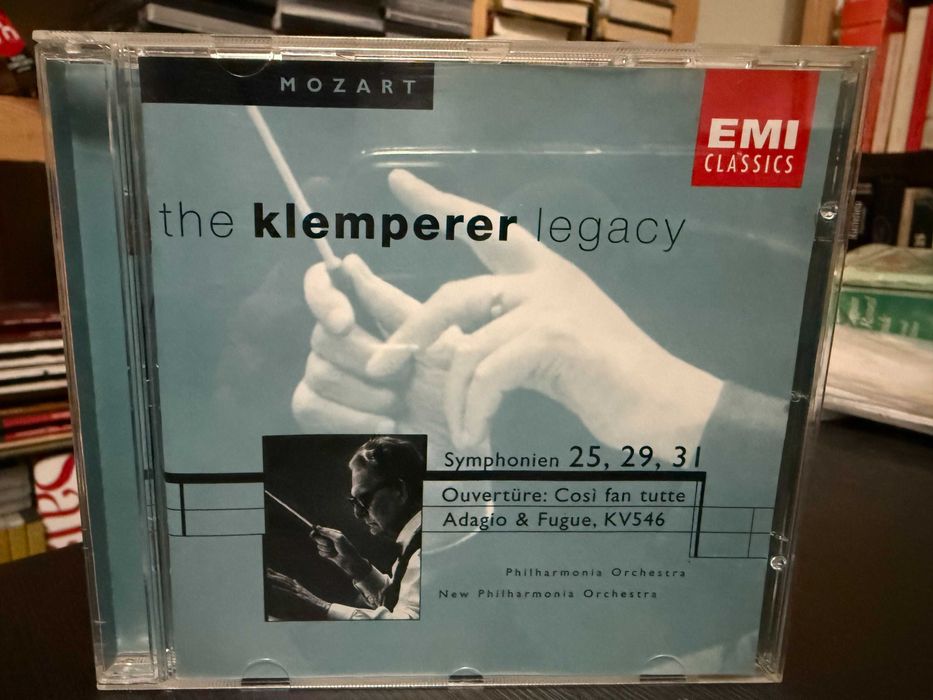 MOZART
EMI
CLASSICS
the klemperer legacy
Symphonien 25, 29, 31
Ouvertüre: Così fan tutte
Adagio & Fugue, KV546
Philharmonia Orchestra
New Philharmonia Orchestra